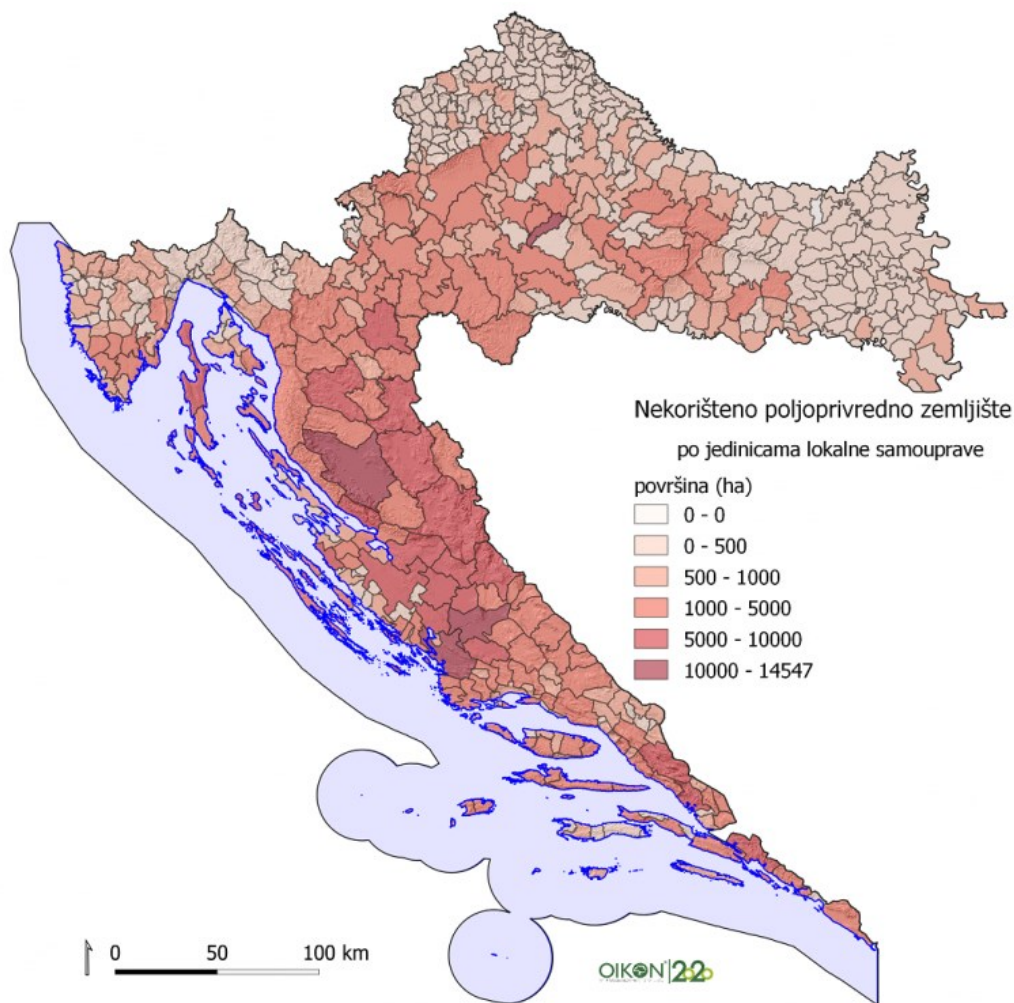 Nekorišteno poljoprivredno zemljište
po jedinicama lokalne samouprave
površina (ha)
0 - 0
0 - 500
500 - 1000
1000 - 5000
5000 - 10000
10000 - 14547
0 50 100 km
OIKON 2020